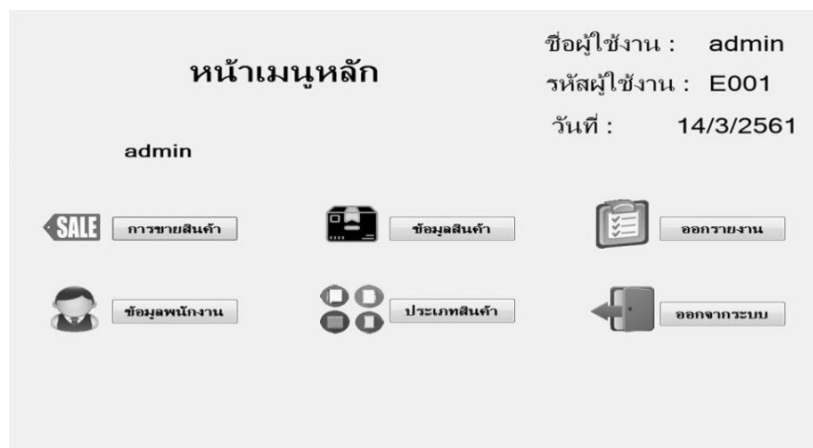 หน้าเมนูหลัก
ชื่อผู้ใช้งาน : admin
รหัสผู้ใช้งาน : E001
วันที่ : 14/3/2561
admin
SALE การขายสินค้า ข้อมูลสินค้า ออกรายงาน
ข้อมูลพนักงาน ประเภทสินค้า ออกจากระบบ